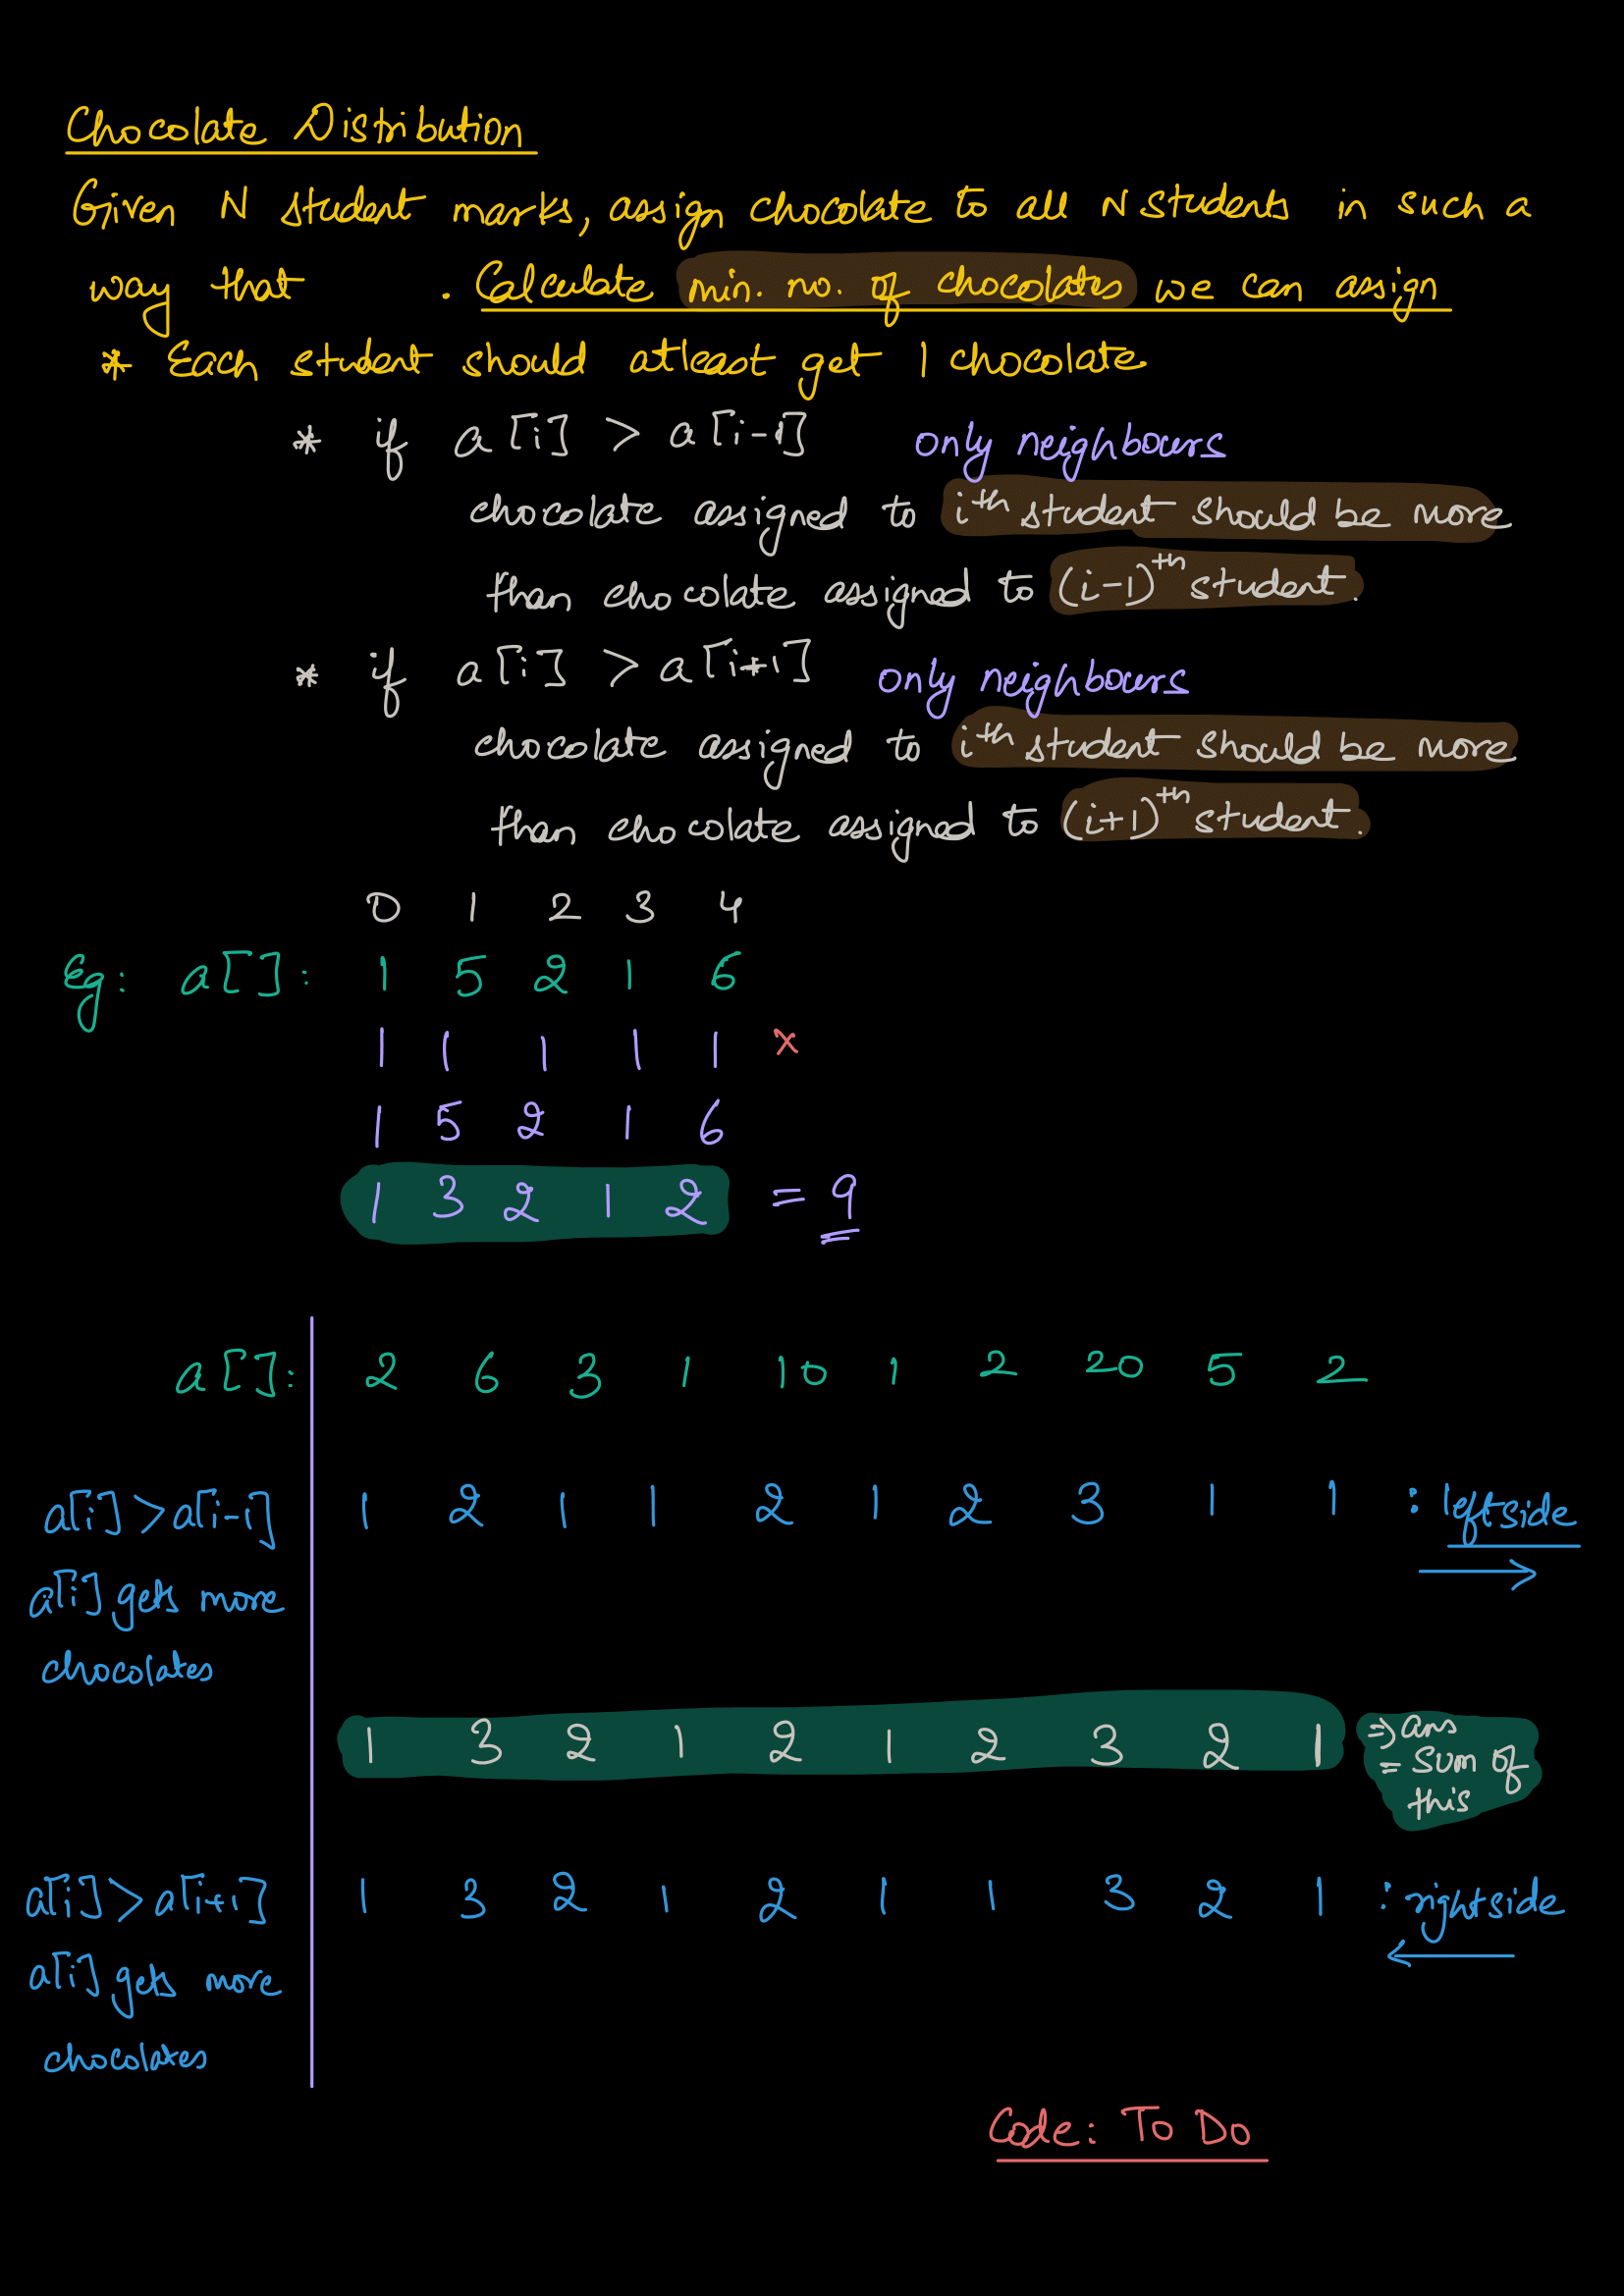 Chocolate Distribution
Given N student marks, assign chocolate to all N students in such a
way that . Calculate min. no. of chocolates we can assign
* Each student should atleast get 1 chocolate.
* if a[i] > a[i-1] only neighbours
chocolate assigned to ith student should be more
than chocolate assigned to (i-1)th student.
* if a[i] > a[i+1] only neighbours
chocolate assigned to ith student should be more
than chocolate assigned to (i+1)th student.
0 1 2 3 4
Eg: a[]: 1 5 2 1 6
1 1 1 1 1 x
1 5 2 1 6
1 3 2 1 2 = 9
a[]: 2 6 3 1 10 1 2 20 5 2
a[i] > a[i-1] 1 2 1 1 2 1 2 3 1 1 : leftside
→
a[i] gets more
chocolates
1 3 2 1 2 1 2 3 2 1 ⇒ ans
= sum of
this
a[i] > a[i+1] 1 3 2 1 2 1 1 3 2 1 : rightside
←
a[i] gets more
chocolates
Code: To Do